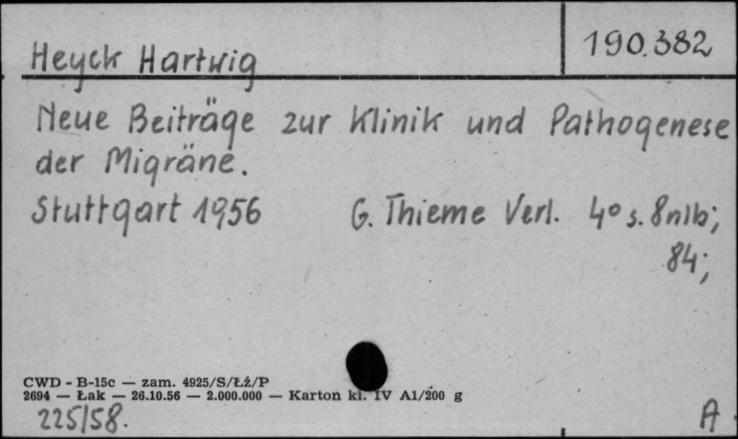 Heyck Hartwig 190.382
Neue Beiträge zur Klinik und Pathogenese
der Migräne.
Stuttgart 1956 G. Thieme Verl. 4° s. 8nlb;
84;
CWD - B-15c — zam. 4925/S/Łź/P
2694 — Łak — 26.10.56 — 2.000.000 — Karton kl. IV A1/200 g
225/58. A